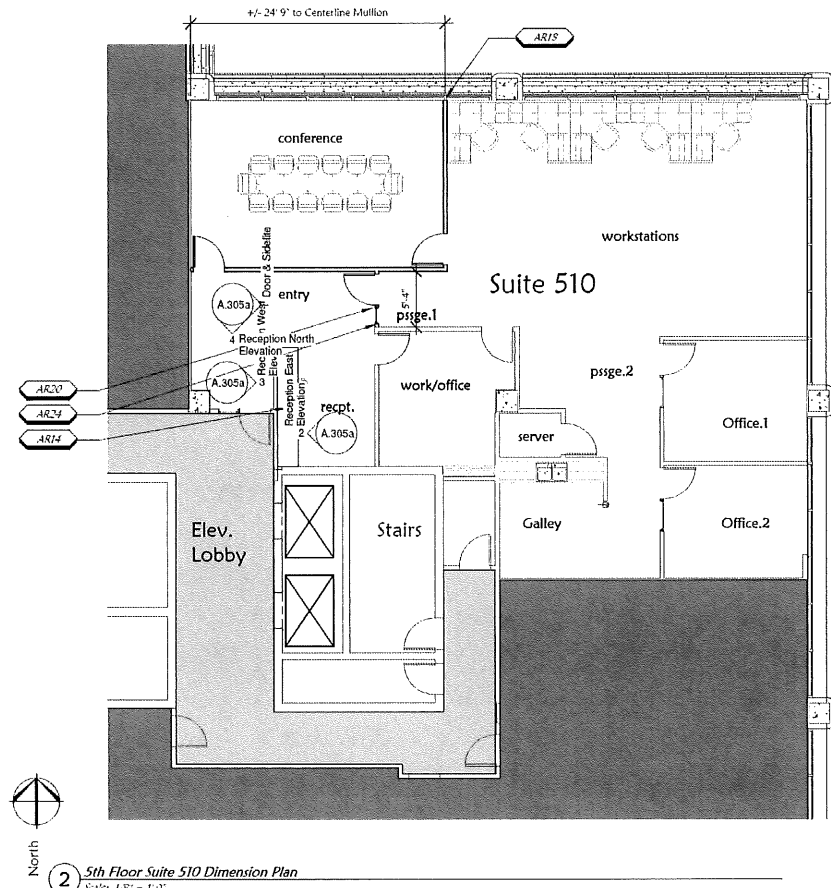 +/- 24' 9" to Centerline Mullion
AR18
conference
workstations
Suite 510
entry
West Door & Sidelite
A.305a
5'-4"
pssge.1
4 Reception North
Elevation
Elev
AR20
AR24
AR14
A.305a
3
Reception East
Elevation
recpt.
2
A.305a
work/office
pssge.2
server
Office.1
Elev.
Lobby
Stairs
Galley
Office.2
North
2
5th Floor Suite 510 Dimension Plan